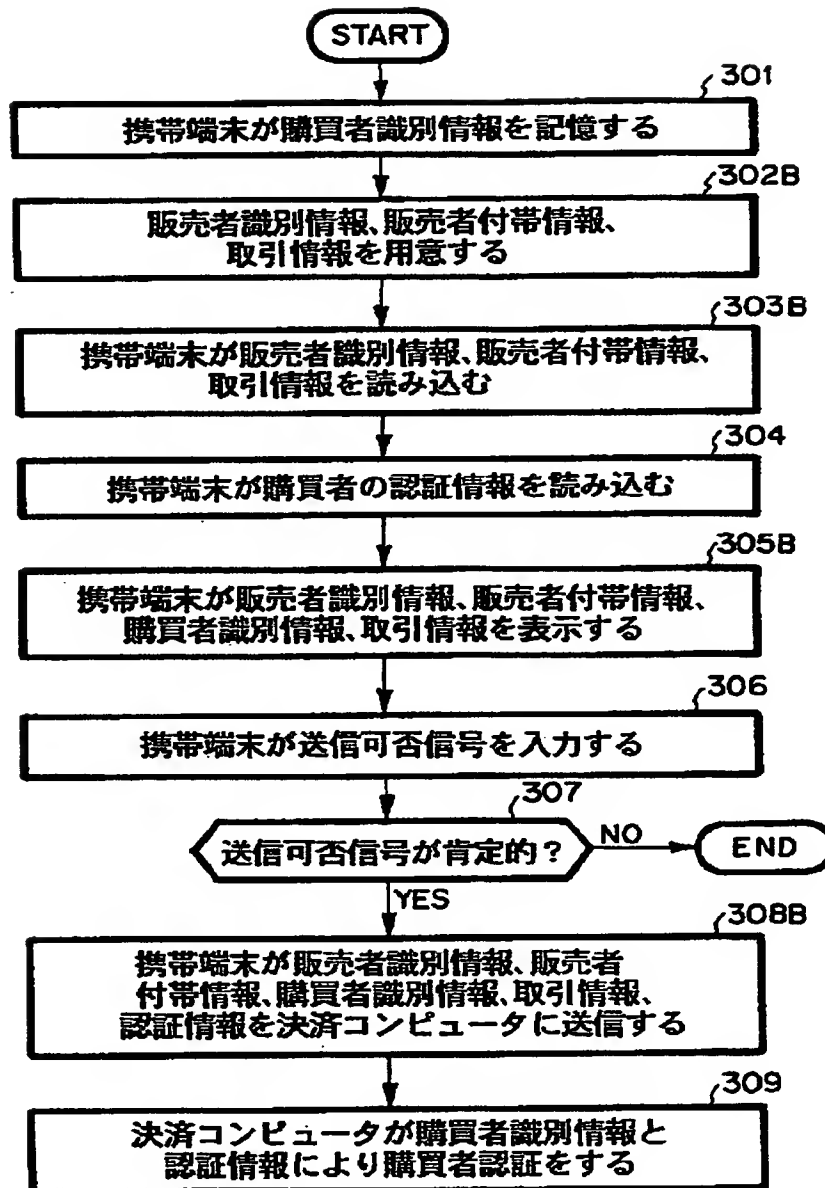 START
301
携帯端末が購買者識別情報を記憶する
302B
販売者識別情報、販売者付帯情報、
取引情報を用意する
303B
携帯端末が販売者識別情報、販売者付帯情報、
取引情報を読み込む
304
携帯端末が購買者の認証情報を読み込む
305B
携帯端末が販売者識別情報、販売者付帯情報、
購買者識別情報、取引情報を表示する
306
携帯端末が送信可否信号を入力する
307
送信可否信号が肯定的?
NO
END
YES
308B
携帯端末が販売者識別情報、販売者
付帯情報、購買者識別情報、取引情報、
認証情報を決済コンピュータに送信する
309
決済コンピュータが購買者識別情報と
認証情報により購買者認証をする